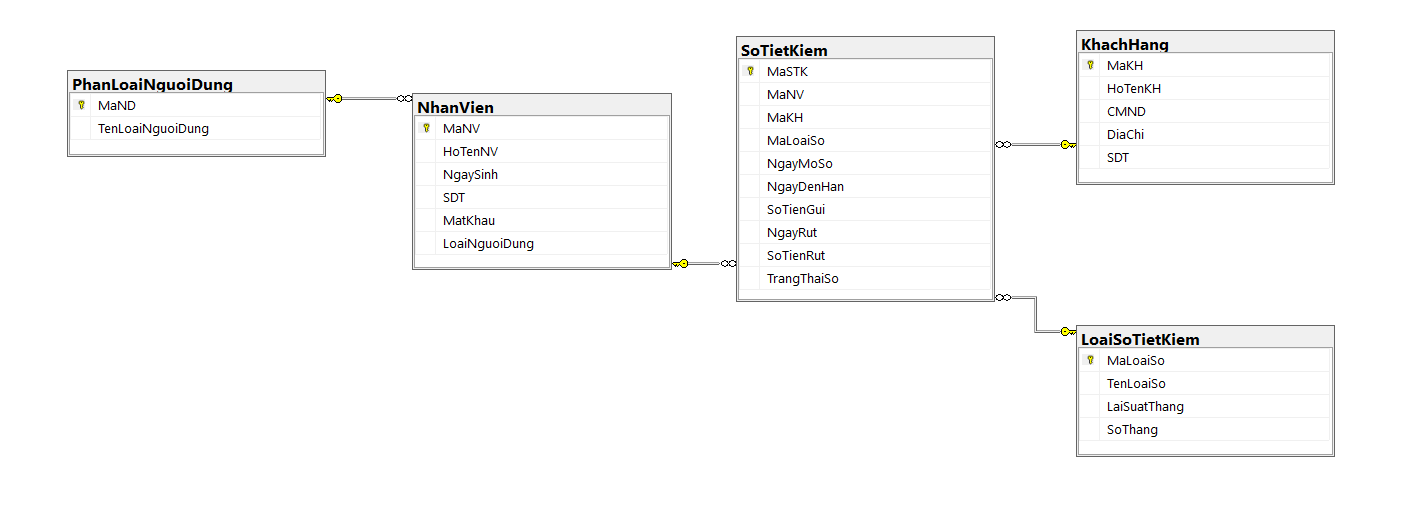 PhanLoaiNguoiDung
MaND
TenLoaiNguoiDung
NhanVien
MaNV
HoTenNV
NgaySinh
SDT
MatKhau
LoaiNguoiDung
SoTietKiem
MaSTK
MaNV
MaKH
MaLoaiSo
NgayMoSo
NgayDenHan
SoTienGui
NgayRut
SoTienRut
TrangThaiSo
KhachHang
MaKH
HoTenKH
CMND
DiaChi
SDT
LoaiSoTietKiem
MaLoaiSo
TenLoaiSo
LaiSuatThang
SoThang